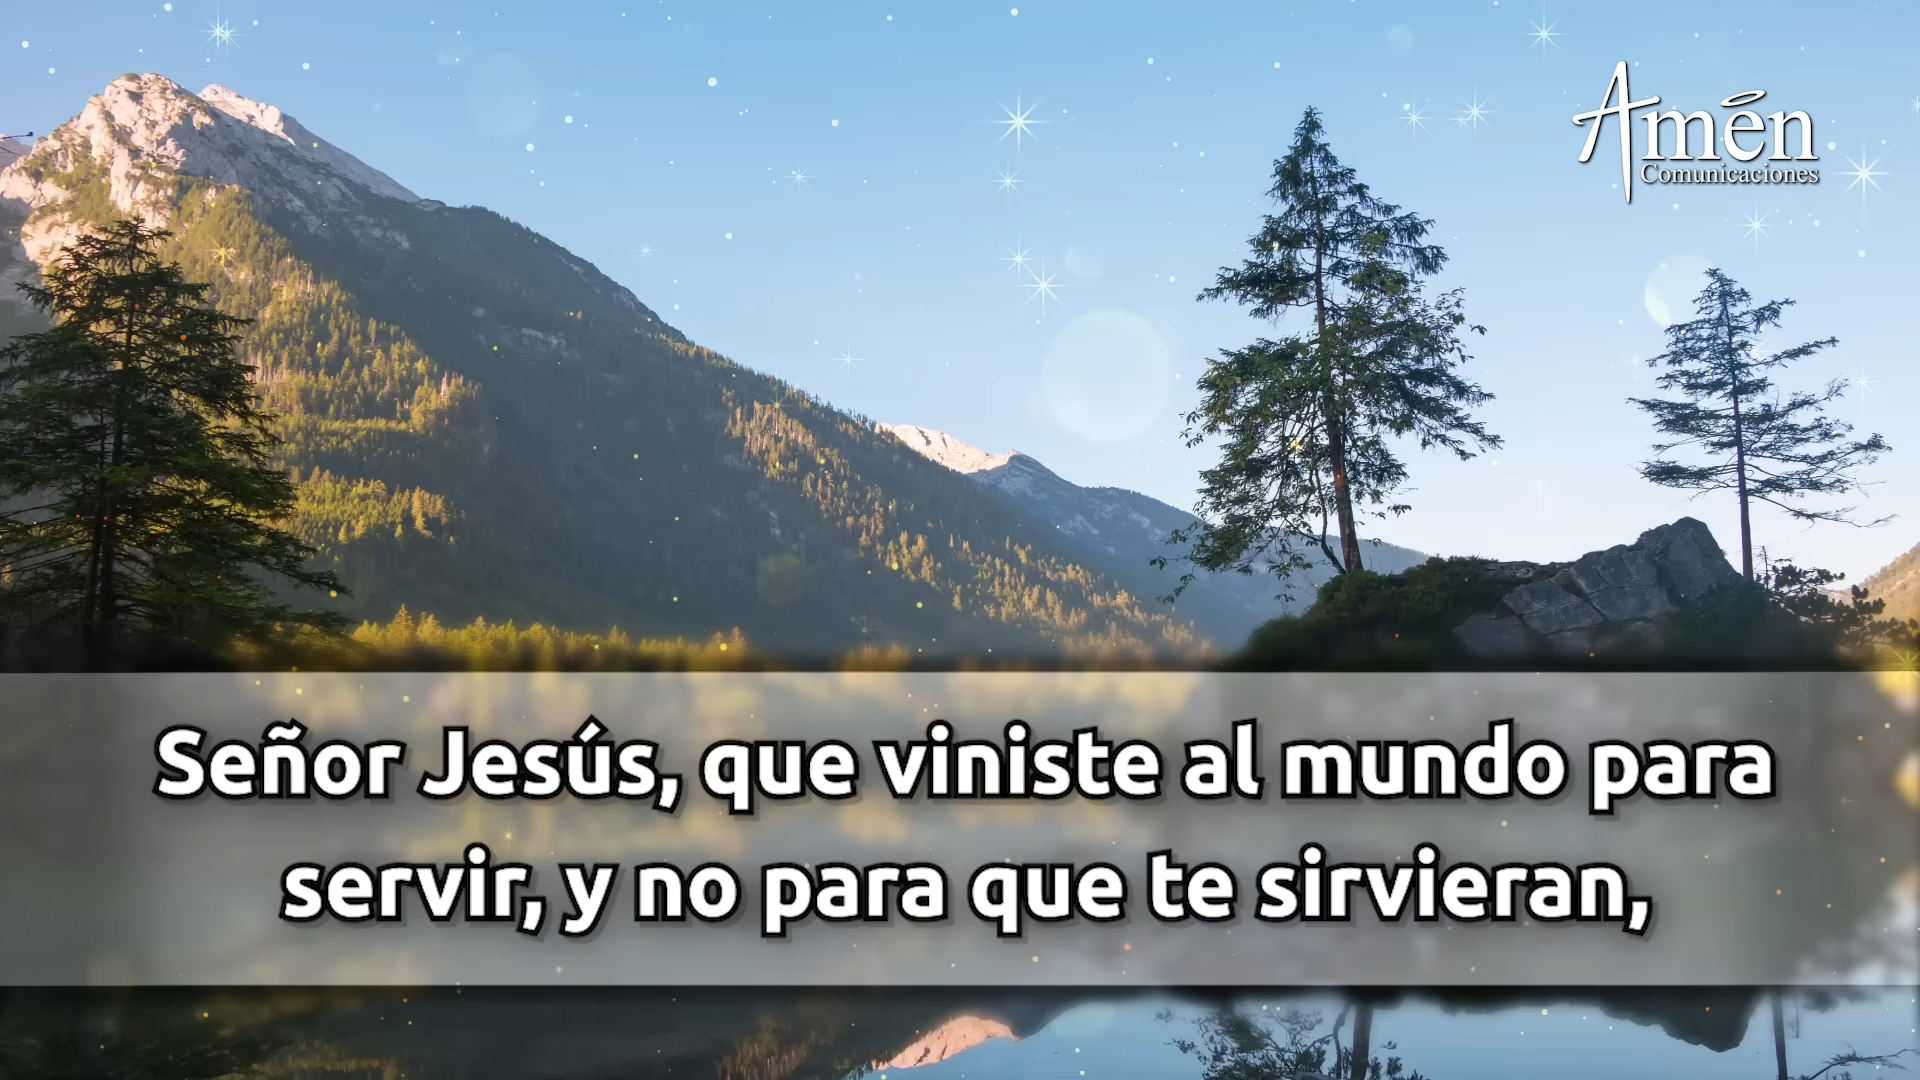 Amén
Comunicaciones
Señor Jesús, que viniste al mundo para
servir, y no para que te sirvieran,